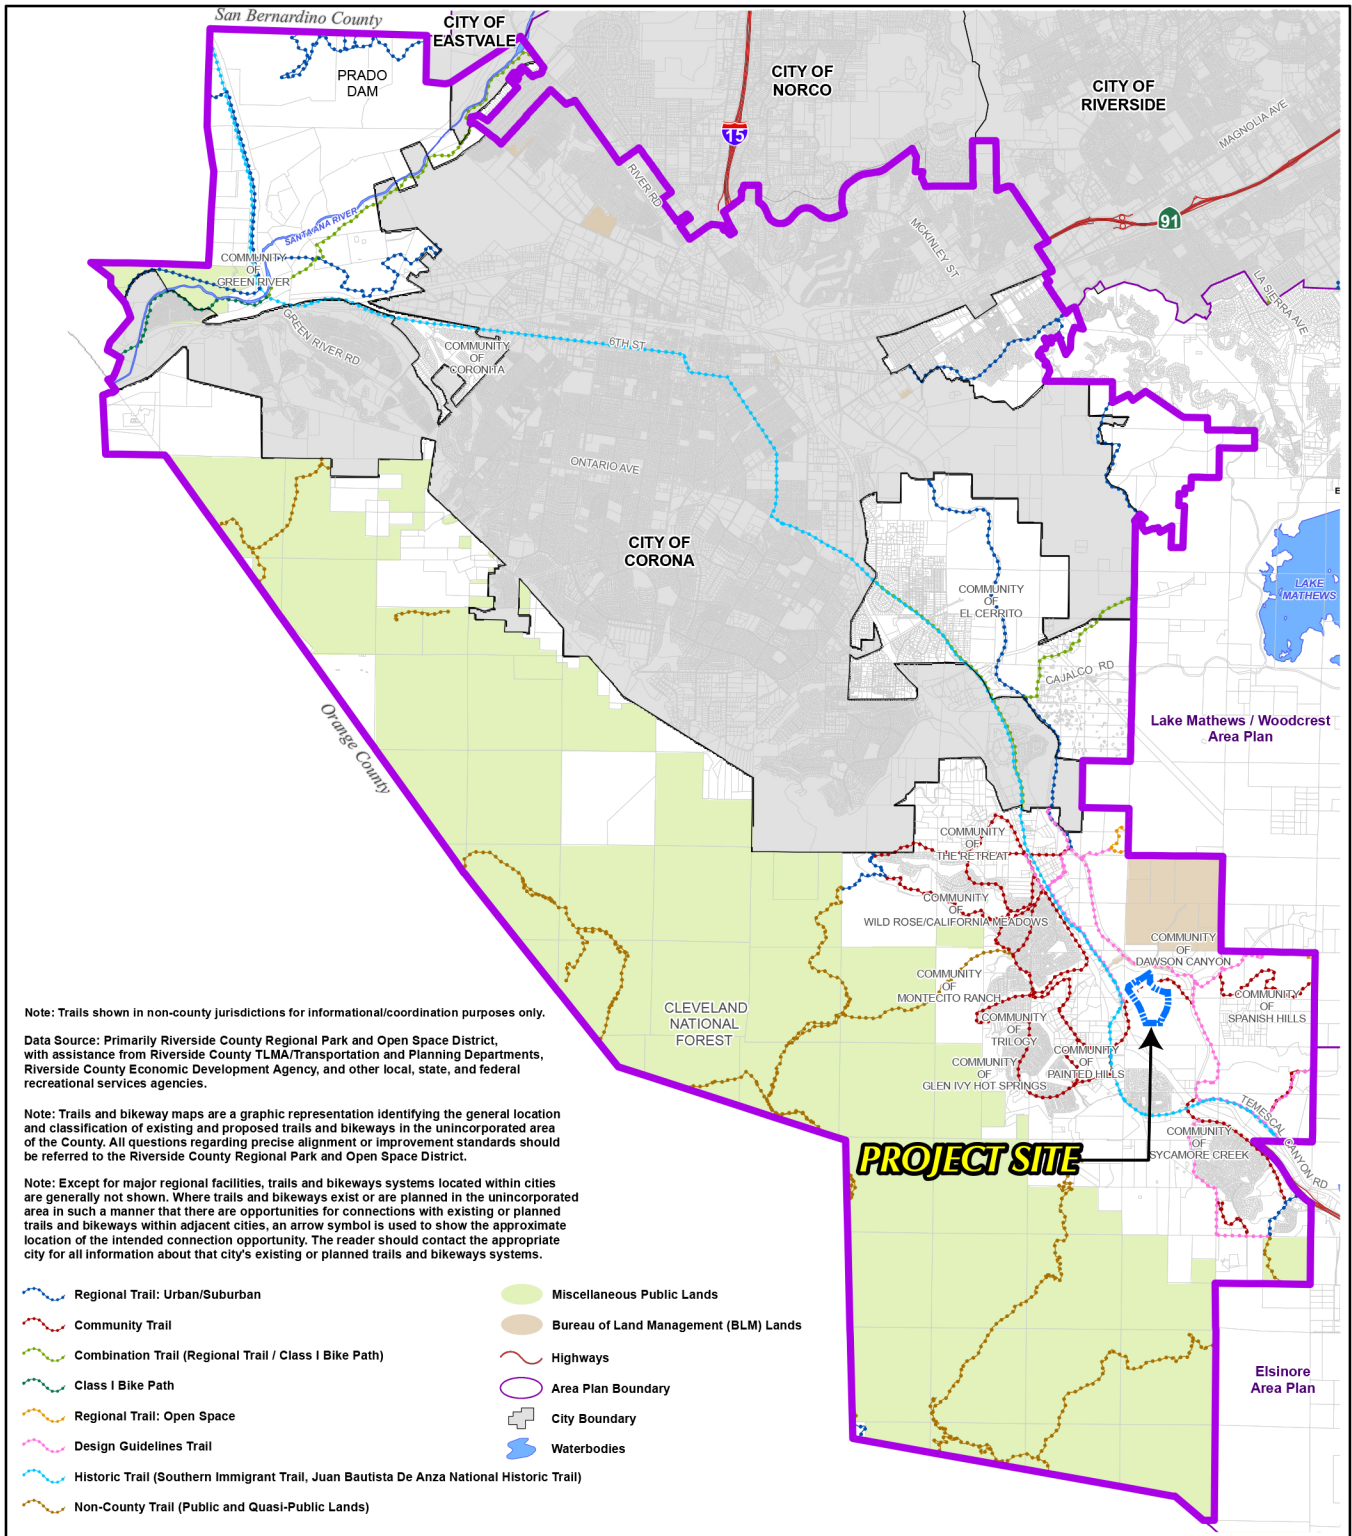 San Bernardino County
CITY OF
EASTVALE
PRADO
DAM
CITY OF
NORCO
CITY OF
RIVERSIDE
MAGNOLIA AVE
15
RIVER RD
91
SANTA ANA RIVER
MCKINLEY ST
COMMUNITY
OF
GREEN RIVER
LA SIERRA AVE
GREEN RIVER RD
COMMUNITY
OF
CORONITA
6TH ST
ONTARIO AVE
E
CITY OF
CORONA
LAKE
MATHEWS
COMMUNITY
OF
EL CERRITO
CAJALCO RD
Orange County
Lake Mathews / Woodcrest
Area Plan
COMMUNITY
OF
THE RETREAT
COMMUNITY
OF
WILD ROSE/CALIFORNIA MEADOWS
COMMUNITY
OF
DAWSON CANYON
COMMUNITY
OF
MONTECITO RANCH
COMMUNITY
OF
SPANISH HILLS
CLEVELAND
NATIONAL
FOREST
COMMUNITY
OF
TRILOGY
COMMUNITY
OF
PAINTED HILLS
COMMUNITY
OF
GLEN IVY HOT SPRINGS
TEMESCAL CANYON RD
COMMUNITY
OF
SYCAMORE CREEK
PROJECT SITE
Elsinore
Area Plan
Note: Trails shown in non-county jurisdictions for informational/coordination purposes only.
Data Source: Primarily Riverside County Regional Park and Open Space District,
with assistance from Riverside County TLMA/Transportation and Planning Departments,
Riverside County Economic Development Agency, and other local, state, and federal
recreational services agencies.
Note: Trails and bikeway maps are a graphic representation identifying the general location
and classification of existing and proposed trails and bikeways in the unincorporated area
of the County. All questions regarding precise alignment or improvement standards should
be referred to the Riverside County Regional Park and Open Space District.
Note: Except for major regional facilities, trails and bikeways systems located within cities
are generally not shown. Where trails and bikeways exist or are planned in the unincorporated
area in such a manner that there are opportunities for connections with existing or planned
trails and bikeways within adjacent cities, an arrow symbol is used to show the approximate
location of the intended connection opportunity. The reader should contact the appropriate
city for all information about that city's existing or planned trails and bikeways systems.
Regional Trail: Urban/Suburban
Community Trail
Combination Trail (Regional Trail / Class I Bike Path)
Class I Bike Path
Regional Trail: Open Space
Design Guidelines Trail
Historic Trail (Southern Immigrant Trail, Juan Bautista De Anza National Historic Trail)
Non-County Trail (Public and Quasi-Public Lands)
Miscellaneous Public Lands
Bureau of Land Management (BLM) Lands
Highways
Area Plan Boundary
City Boundary
Waterbodies